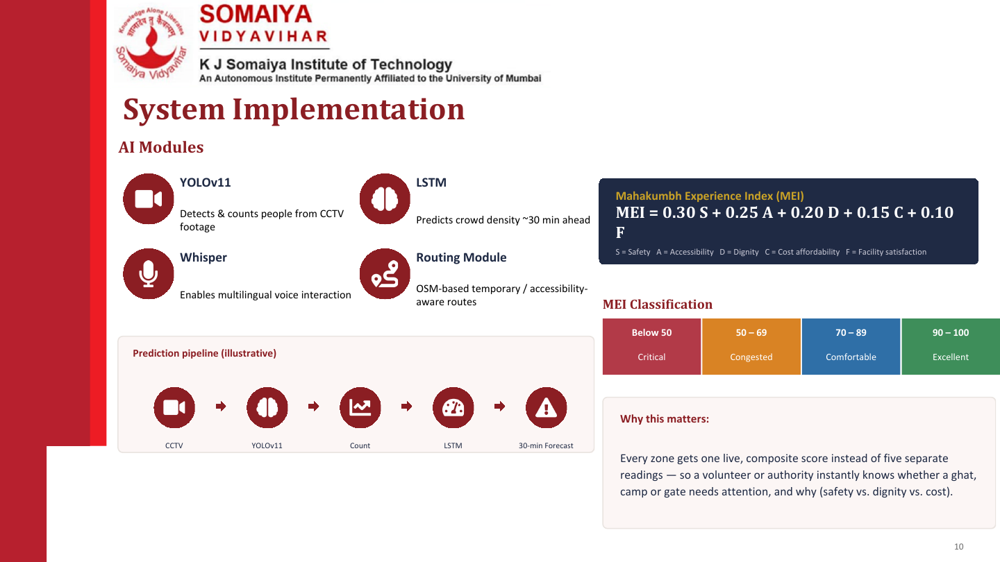 Knowledge Alone Liberates
Somaiya Vidyavihar
SOMAIYA
VIDYAVIHAR
K J Somaiya Institute of Technology
An Autonomous Institute Permanently Affiliated to the University of Mumbai
System Implementation
AI Modules
YOLOv11
Detects & counts people from CCTV
footage
LSTM
Predicts crowd density ~30 min ahead
Whisper
Enables multilingual voice interaction
Routing Module
OSM-based temporary / accessibility-
aware routes
Prediction pipeline (illustrative)
CCTV
YOLOv11
Count
LSTM
30-min Forecast
Mahakumbh Experience Index (MEI)
MEI = 0.30 S + 0.25 A + 0.20 D + 0.15 C + 0.10
F
S = Safety A = Accessibility D = Dignity C = Cost affordability F = Facility satisfaction
MEI Classification
Below 50
Critical
50 – 69
Congested
70 – 89
Comfortable
90 – 100
Excellent
Why this matters:
Every zone gets one live, composite score instead of five separate
readings — so a volunteer or authority instantly knows whether a ghat,
camp or gate needs attention, and why (safety vs. dignity vs. cost).
10